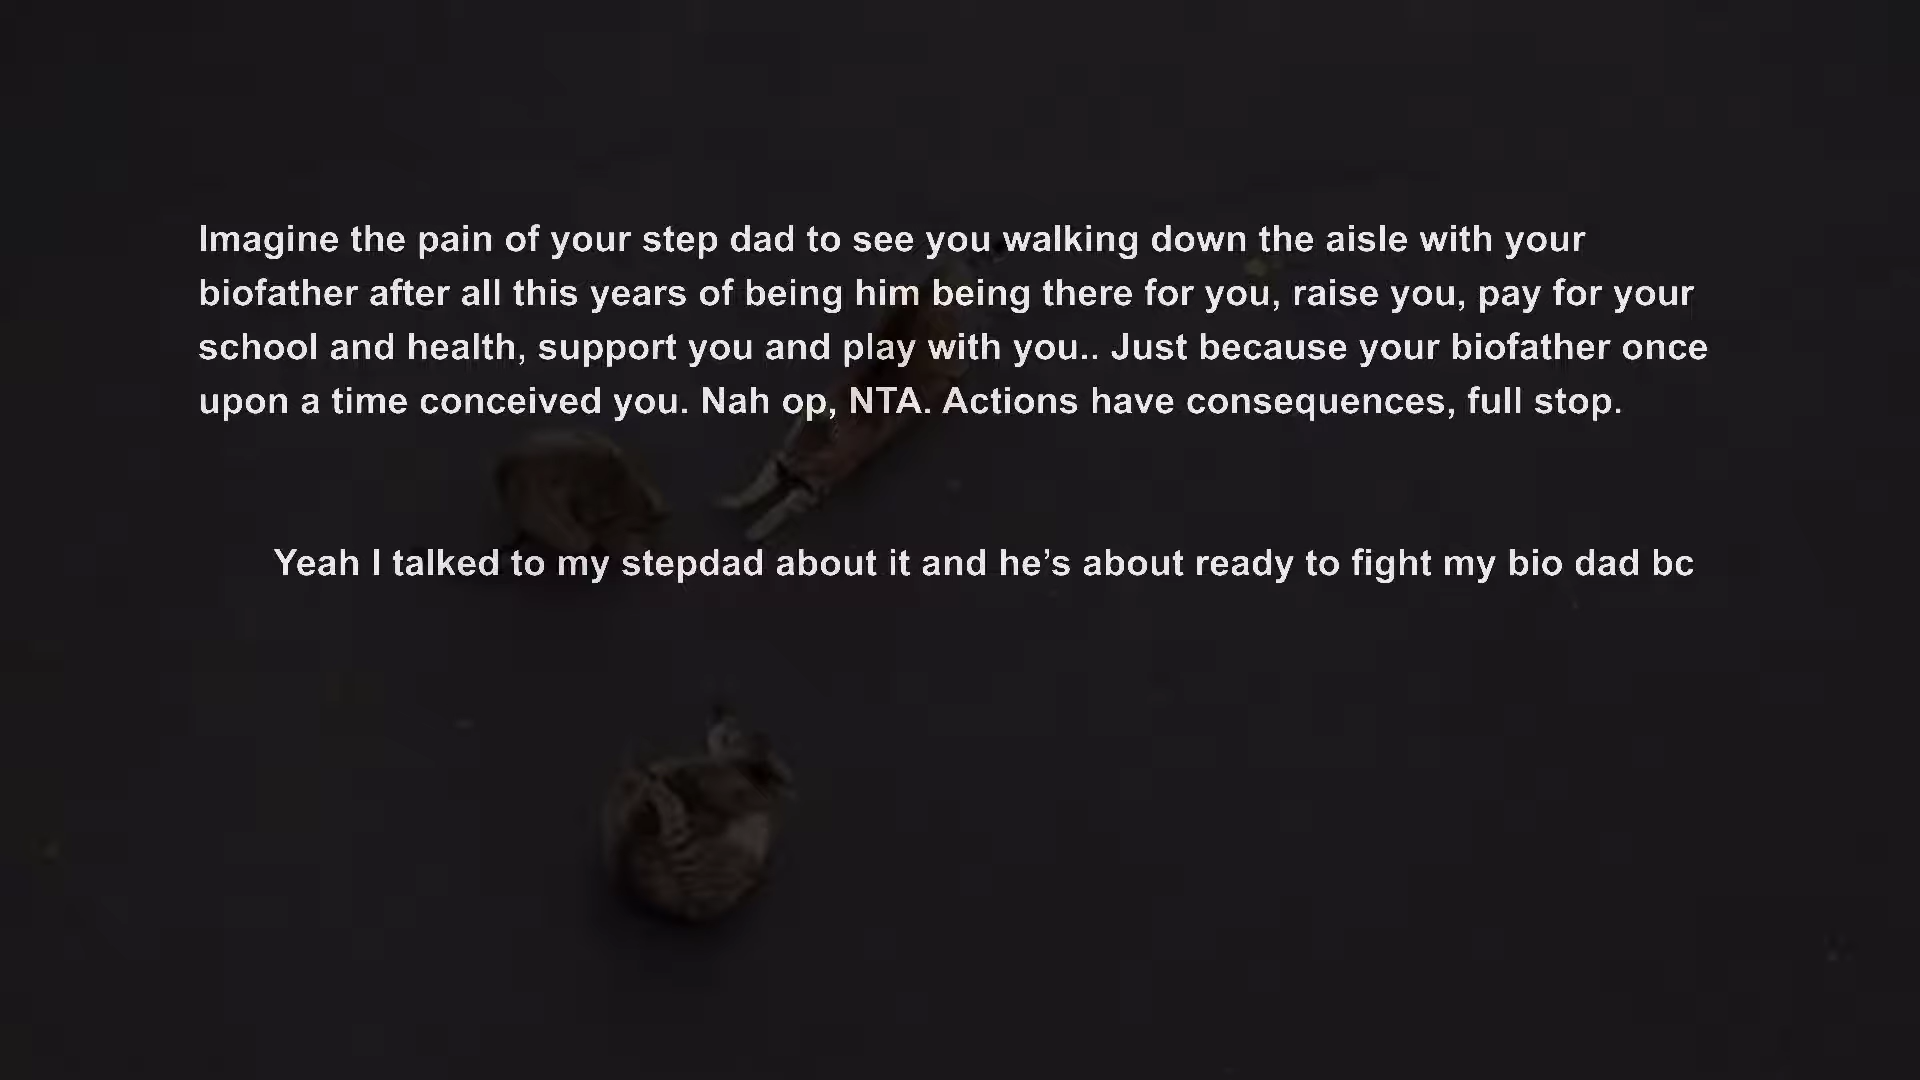 Imagine the pain of your step dad to see you walking down the aisle with your
biofather after all this years of being him being there for you, raise you, pay for your
school and health, support you and play with you.. Just because your biofather once
upon a time conceived you. Nah op, NTA. Actions have consequences, full stop.
Yeah I talked to my stepdad about it and he’s about ready to fight my bio dad bc